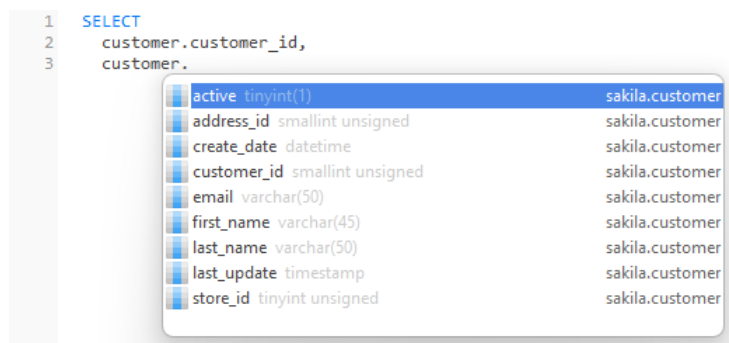 1 SELECT
2 customer.customer_id,
3 customer.
active tinyint(1) sakila.customer
address_id smallint unsigned sakila.customer
create_date datetime sakila.customer
customer_id smallint unsigned sakila.customer
email varchar(50) sakila.customer
first_name varchar(45) sakila.customer
last_name varchar(50) sakila.customer
last_update timestamp sakila.customer
store_id tinyint unsigned sakila.customer